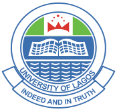 UNIVERSITY OF LAGOS
INDEED AND IN TRUTH